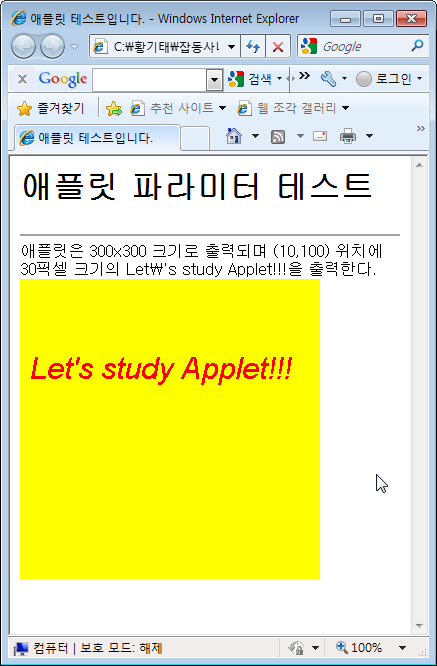 애플릿 테스트입니다. - Windows Internet Explorer
C:₩황기태₩잡동사니
Google
x Google 검색 » 로그인
즐겨찾기 추천 사이트 웹 조각 갤러리
애플릿 테스트입니다. »
애플릿 파라미터 테스트
애플릿은 300x300 크기로 출력되며 (10,100) 위치에
30픽셀 크기의 Let₩'s study Applet!!!을 출력한다.
Let's study Applet!!!
컴퓨터 | 보호 모드: 해제 100%